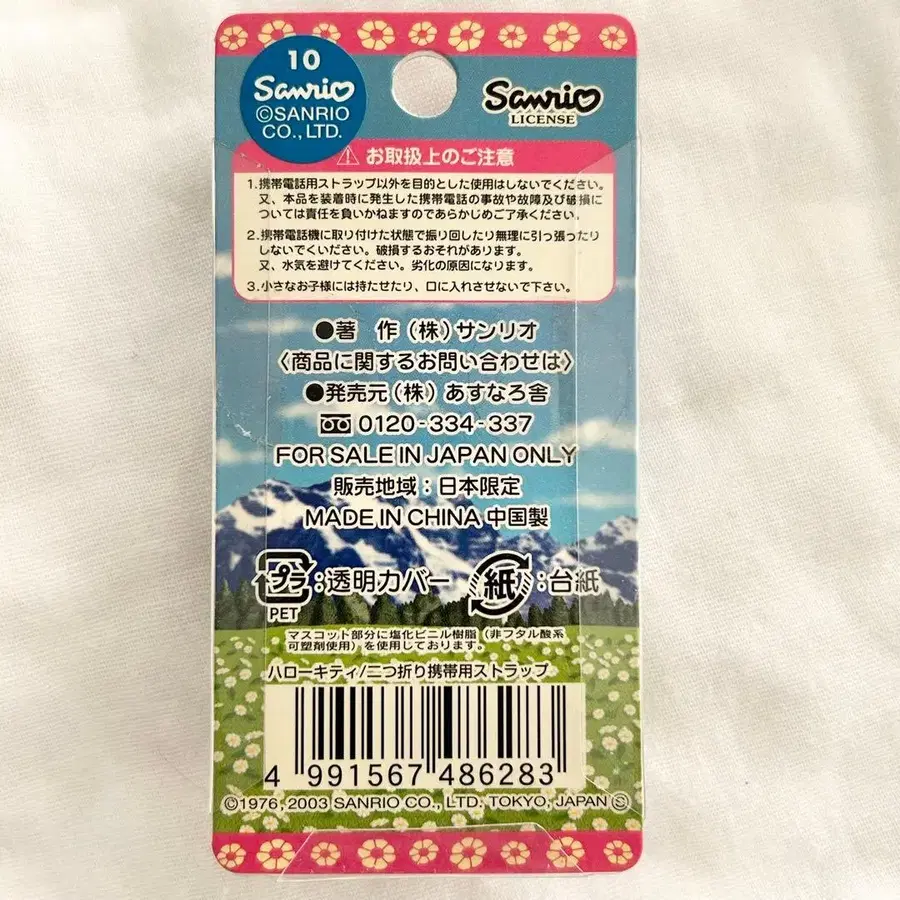 10
Sanrio
©SANRIO
CO., LTD.
Sanrio
LICENSE
⚠ お取扱上のご注意
1.携帯電話用ストラップ以外を目的とした使用はしないでください。
又、本品を装着時に発生した携帯電話の事故や故障及び破損に
ついては責任を負いかねますのであらかじめご了承ください。
2.携帯電話機に取り付けた状態で振り回したり無理に引っ張ったり
しないでくいださい。破損するおそれがあります。
又、水気を避けてください。劣化の原因になります。
3.小さなお子様には持たせたり、口に入れさせないで下さい。
●著 作(株)サンリオ
〈商品に関するお問い合わせは〉
●発売元(株)あすなろ舎
0120-334-337
FOR SALE IN JAPAN ONLY
販売地域:日本限定
MADE IN CHINA 中国製
プラ:透明カバー 紙:台紙
PET
マスコット部分に塩化ビニル樹脂(非フタル酸系
可塑剤使用)を使用しております。
ハローキティ/二つ折り携帯用ストラップ
4 991567 486283
©1976, 2003 SANRIO CO., LTD. TOKYO, JAPAN Ⓢ